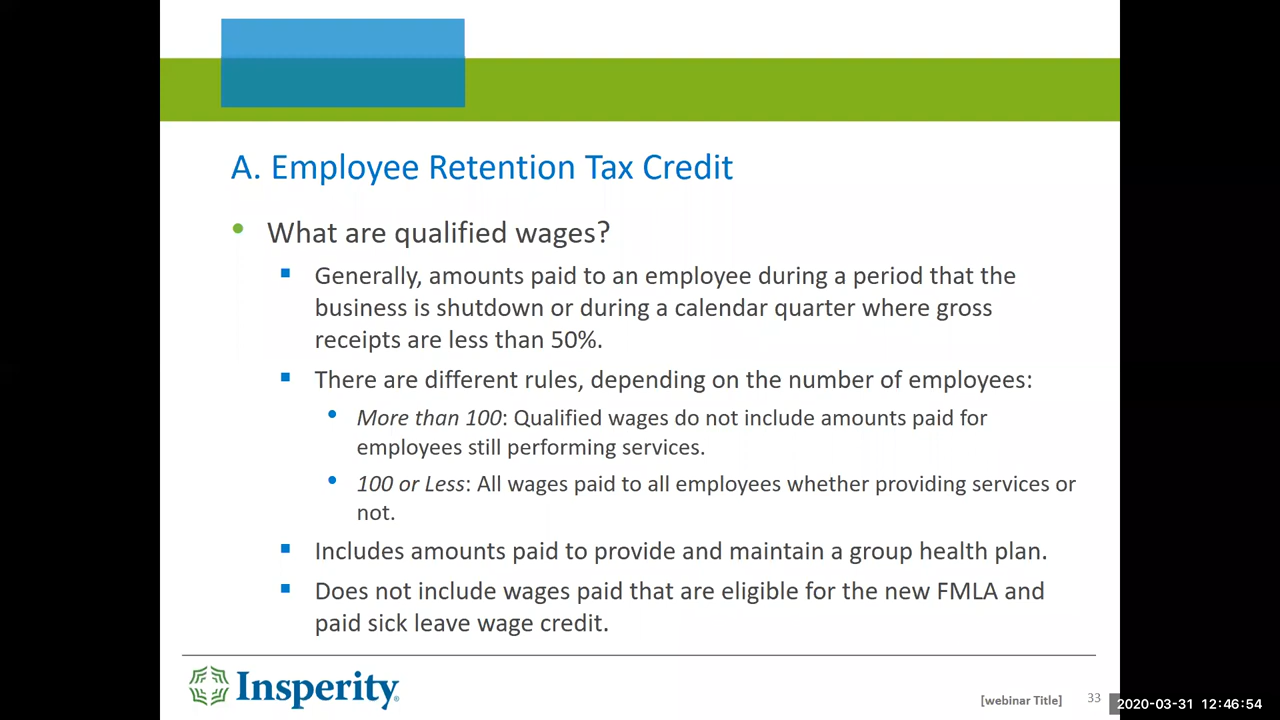 A. Employee Retention Tax Credit
• What are qualified wages?
▪ Generally, amounts paid to an employee during a period that the
business is shutdown or during a calendar quarter where gross
receipts are less than 50%.
▪ There are different rules, depending on the number of employees:
• More than 100: Qualified wages do not include amounts paid for
employees still performing services.
• 100 or Less: All wages paid to all employees whether providing services or
not.
▪ Includes amounts paid to provide and maintain a group health plan.
▪ Does not include wages paid that are eligible for the new FMLA and
paid sick leave wage credit.
Insperity
[webinar Title]
33
2020-03-31 12:46:54